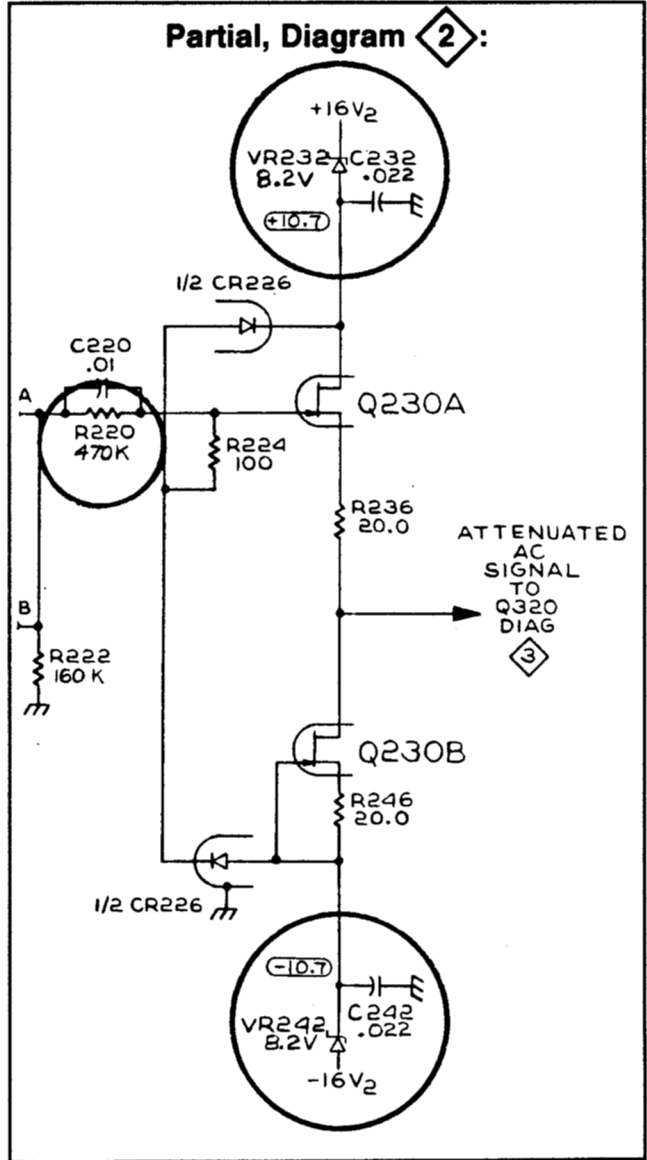 Partial, Diagram 2:
+16V2
VR232 C232
8.2V .022
+10.7
1/2 CR226
C220
.01
A
Q230A
R220
470K
R224
100
R236
20.0
ATTENUATED
AC
SIGNAL
TO
Q320
DIAG
3
B
R222
160K
Q230B
R246
20.0
1/2 CR226
-10.7
C242
.022
VR242
8.2V
-16V2